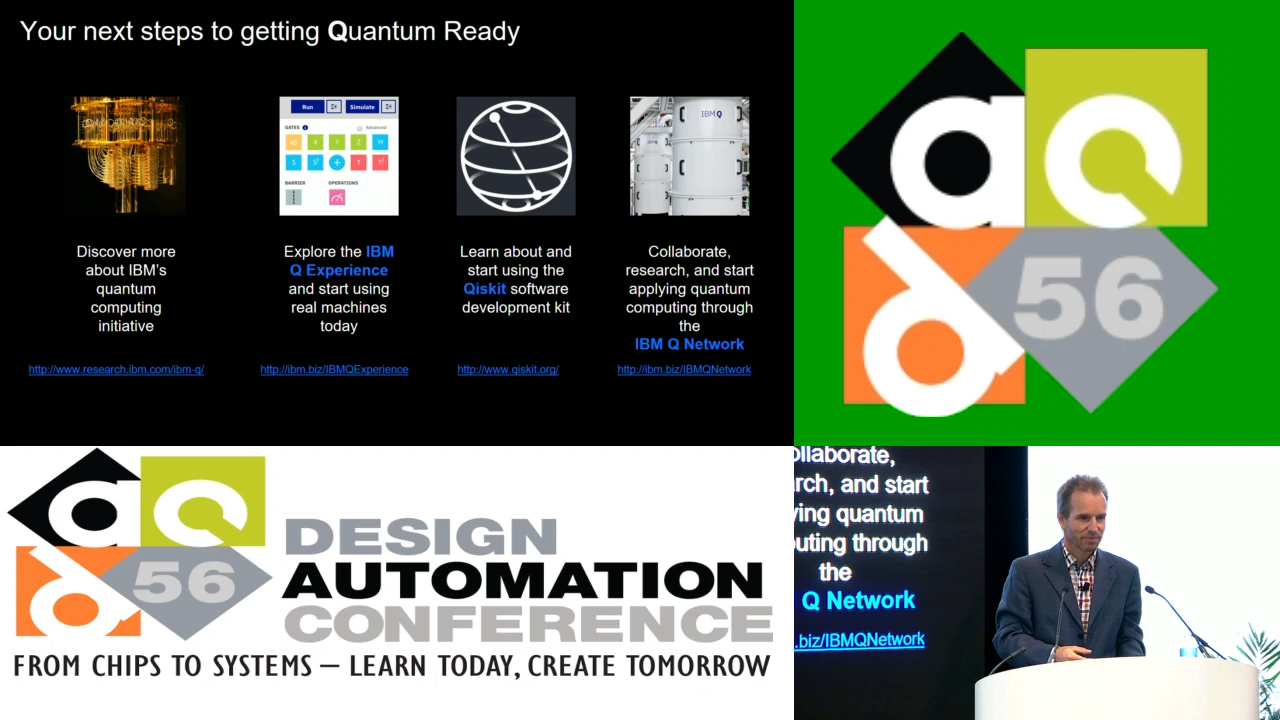 Your next steps to getting Quantum Ready
Run
Simulate
GATES
Advanced
X
Y
Z
H
S
S†
+
T
T†
BARRIER
OPERATIONS
IBM Q
Discover more
about IBM's
quantum
computing
initiative
http://www.research.ibm.com/ibm-q/
Explore the IBM
Q Experience
and start using
real machines
today
http://ibm.biz/IBMQExperience
Learn about and
start using the
Qiskit software
development kit
http://www.qiskit.org/
Collaborate,
research, and start
applying quantum
computing through
the
IBM Q Network
http://ibm.biz/IBMQNetwork
dac
56
dac
56
DESIGN
AUTOMATION
CONFERENCE
FROM CHIPS TO SYSTEMS – LEARN TODAY, CREATE TOMORROW
ollaborate,
rch, and start
ying quantum
uting through
the
Q Network
.biz/IBMQNetwork